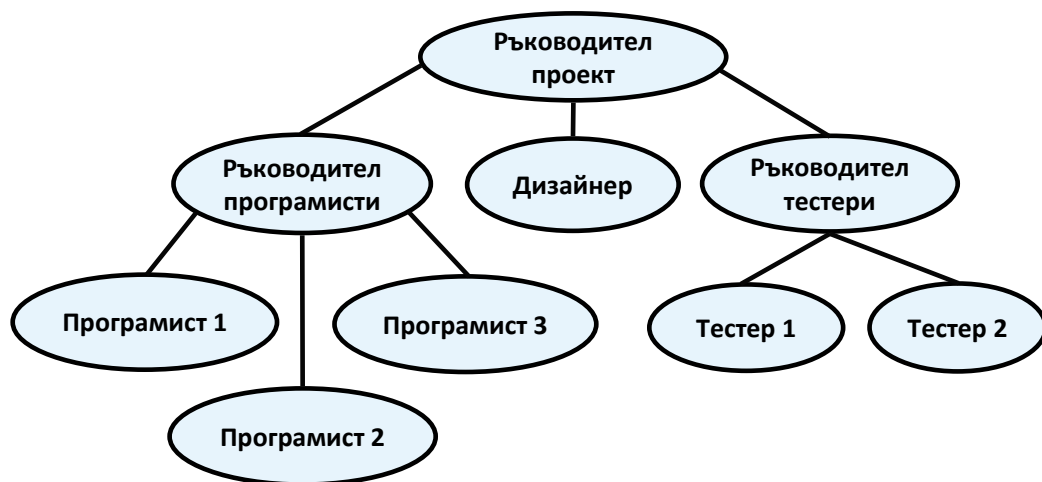 Ръководител
проект
Ръководител
програмисти
Дизайнер
Ръководител
тестери
Програмист 1
Програмист 3
Тестер 1
Тестер 2
Програмист 2